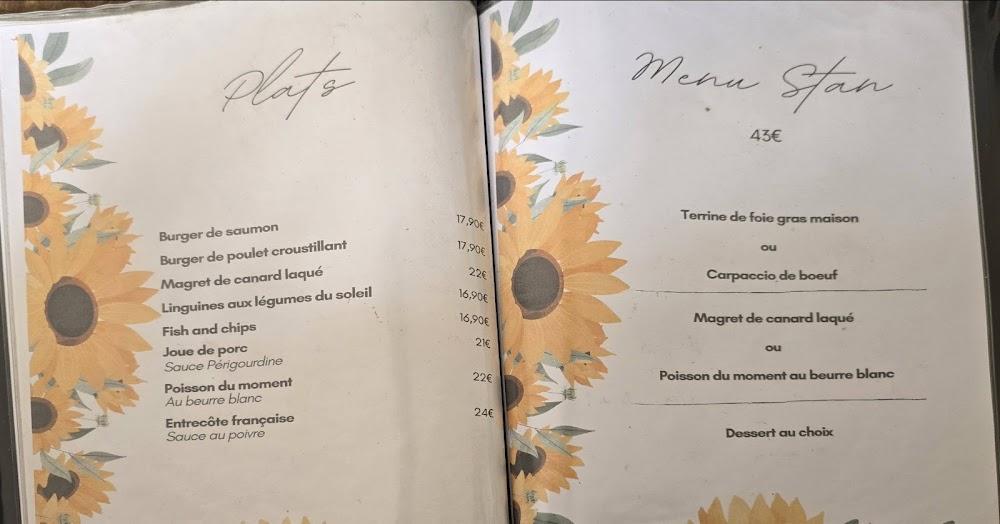 Plats
Burger de saumon 17,90€
Burger de poulet croustillant 17,90€
Magret de canard laqué 22€
Linguines aux légumes du soleil 16,90€
Fish and chips 16,90€
Joue de porc 21€
Sauce Périgourdine
Poisson du moment 22€
Au beurre blanc
Entrecôte française 24€
Sauce au poivre
Menu Stan
43€
Terrine de foie gras maison
ou
Carpaccio de boeuf
Magret de canard laqué
ou
Poisson du moment au beurre blanc
Dessert au choix